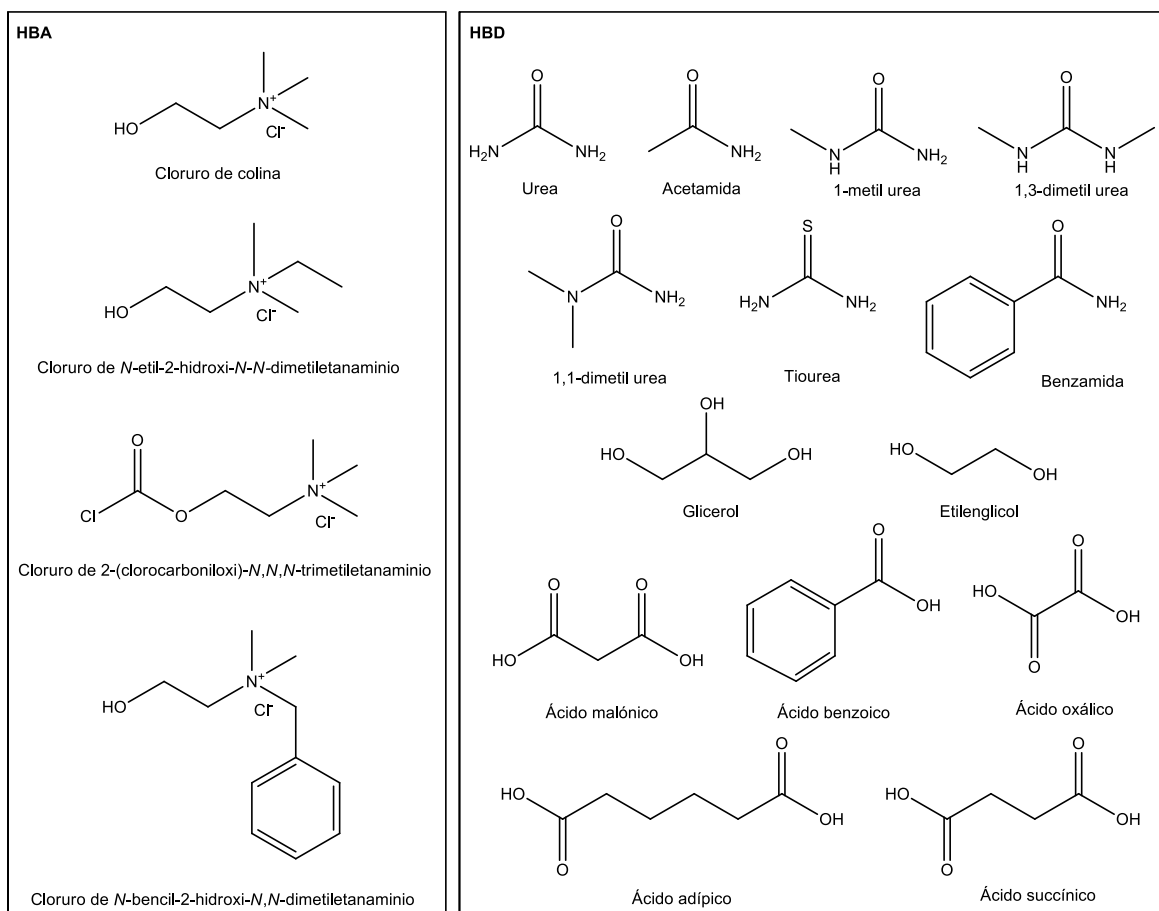 HBA
N⁺
HO
Cl⁻
Cloruro de colina
N⁺
HO
Cl⁻
Cloruro de N-etil-2-hidroxi-N-N-dimetiletanaminio
O
N⁺
Cl
O
Cl⁻
Cloruro de 2-(clorocarboniloxi)-N,N,N-trimetiletanaminio
N⁺
HO
Cl⁻
Cloruro de N-bencil-2-hidroxi-N,N-dimetiletanaminio
HBD
O
H₂N
NH₂
Urea
O
NH₂
Acetamida
O
N
H
NH₂
1-metil urea
O
N
H
N
H
1,3-dimetil urea
O
N
NH₂
1,1-dimetil urea
S
H₂N
NH₂
Tiourea
O
NH₂
Benzamida
OH
HO
OH
Glicerol
HO
OH
Etilenglicol
O
O
HO
OH
Ácido malónico
O
OH
Ácido benzoico
O
HO
OH
O
Ácido oxálico
O
HO
OH
O
Ácido adípico
O
HO
OH
O
Ácido succínico